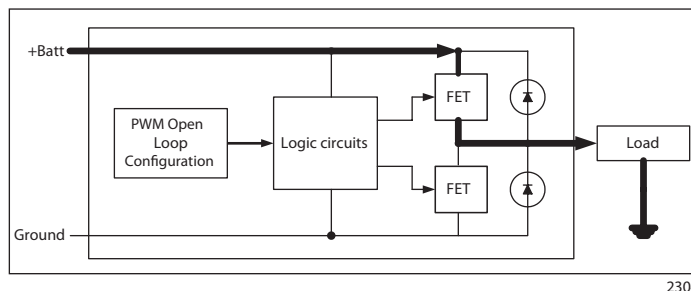 +Batt
FET
PWM Open
Loop
Configuration
Logic circuits
Load
FET
Ground
230